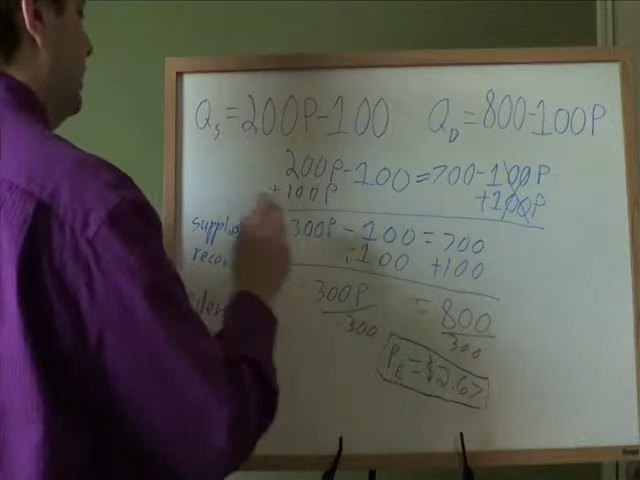 Qs = 200P - 100 QD = 800 - 100P
200P - 100 = 700 - 100P
+100P +100P
300P - 100 = 700
-100 +100
300P = 800
300 300
PE = $2.67